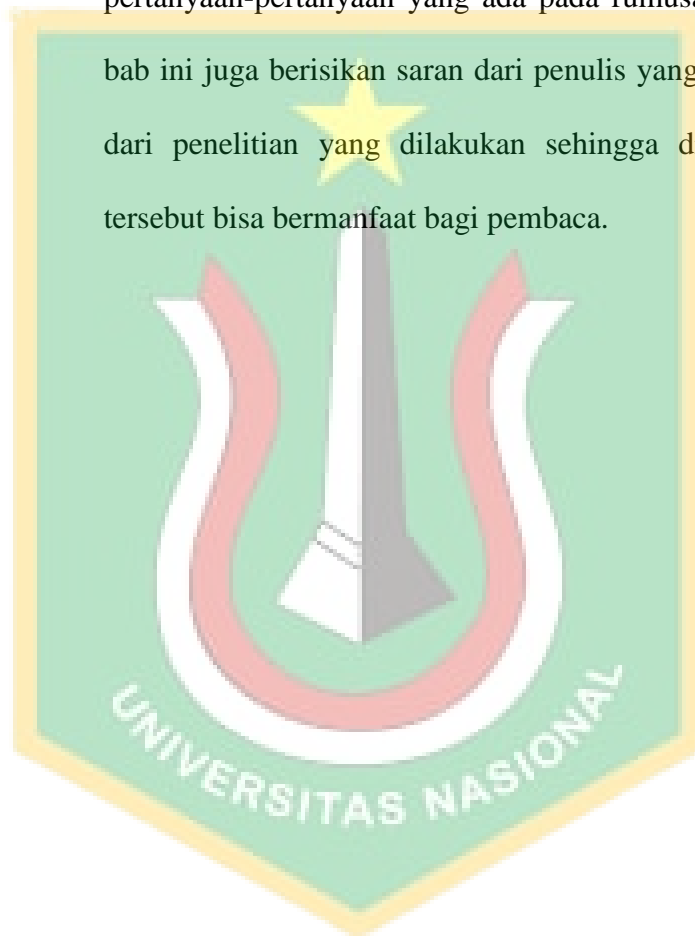 pertanyaan-pertanyaan yang ada pada
bab ini juga berisikan saran dari penulis yang
dari penelitian yang dilakukan sehingga
tersebut bisa bermanfaat bagi pembaca.
UNIVERSITAS NASIONAL